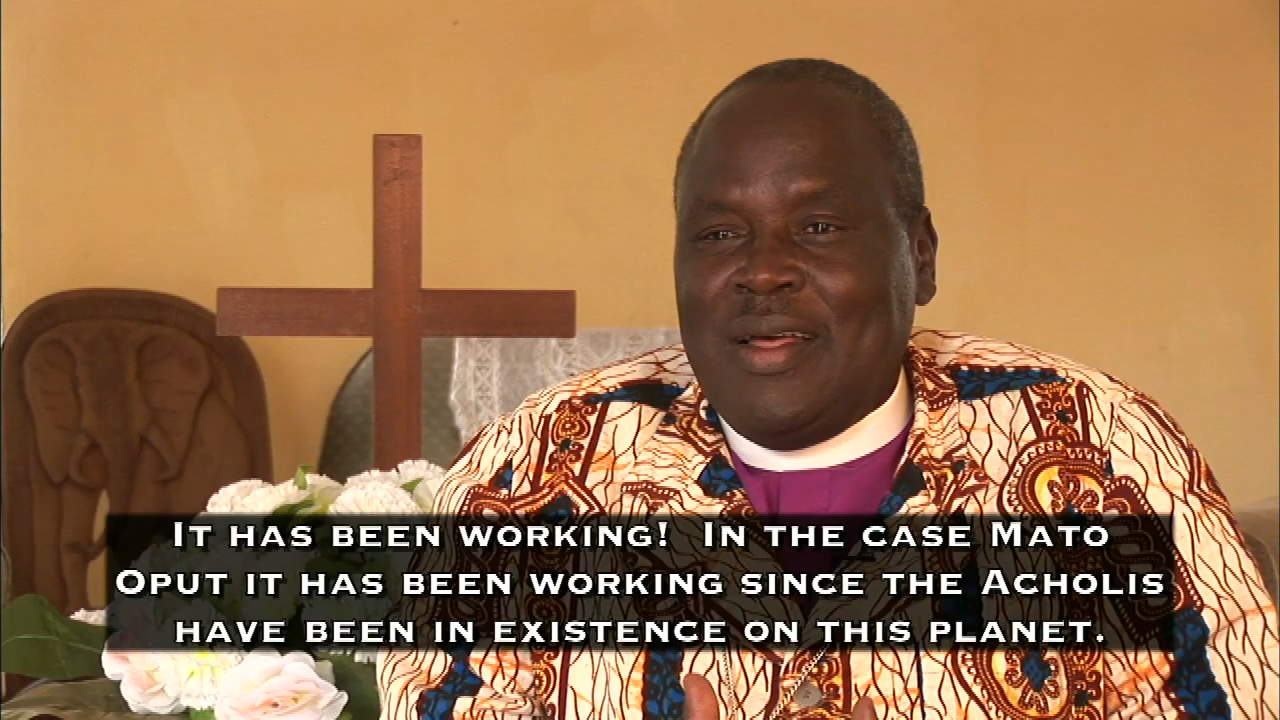 It has been working!  In the case Mato
Oput it has been working since the Acholis
have been in existence on this planet.